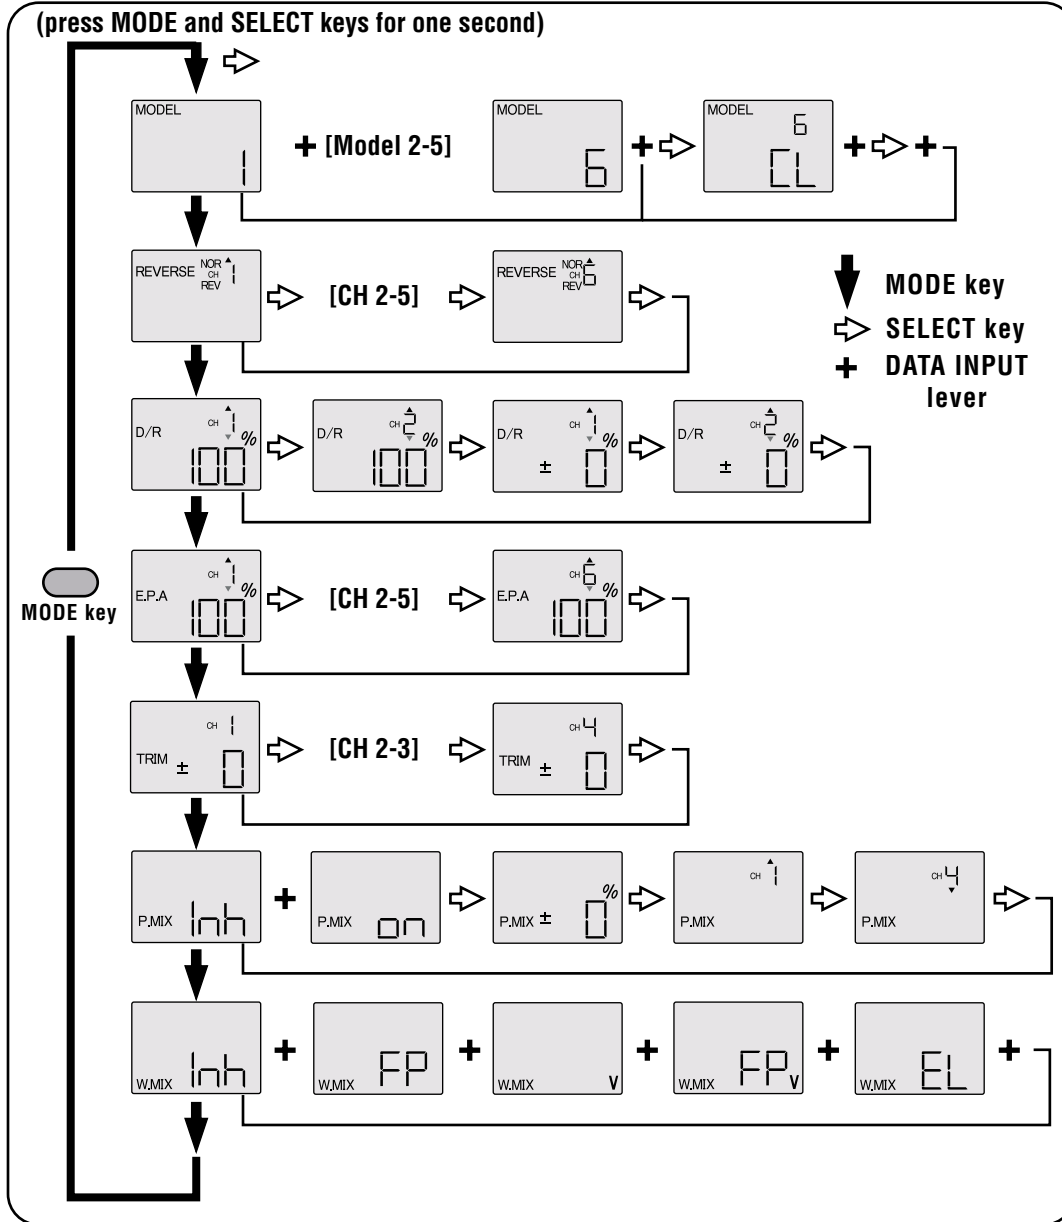 (press MODE and SELECT keys for one second)
MODEL
1
+ [Model 2-5]
MODEL
6
+
MODEL
6
CL
+ +
REVERSE NOR CH REV 1
[CH 2-5]
REVERSE NOR CH REV 6
MODE key
SELECT key
+ DATA INPUT
lever
D/R CH 1 % 100
D/R CH 2 % 100
D/R CH 1 % ± 0
D/R CH 2 % ± 0
MODE key
E.P.A CH 1 % 100
[CH 2-5]
E.P.A CH 6 % 100
TRIM CH 1 ± 0
[CH 2-3]
TRIM CH 4 ± 0
P.MIX Inh
+
P.MIX on
P.MIX ± 0 %
P.MIX CH 1
P.MIX CH 4
W.MIX Inh
+
W.MIX FP
+
W.MIX V
+
W.MIX FP V
+
W.MIX EL
+